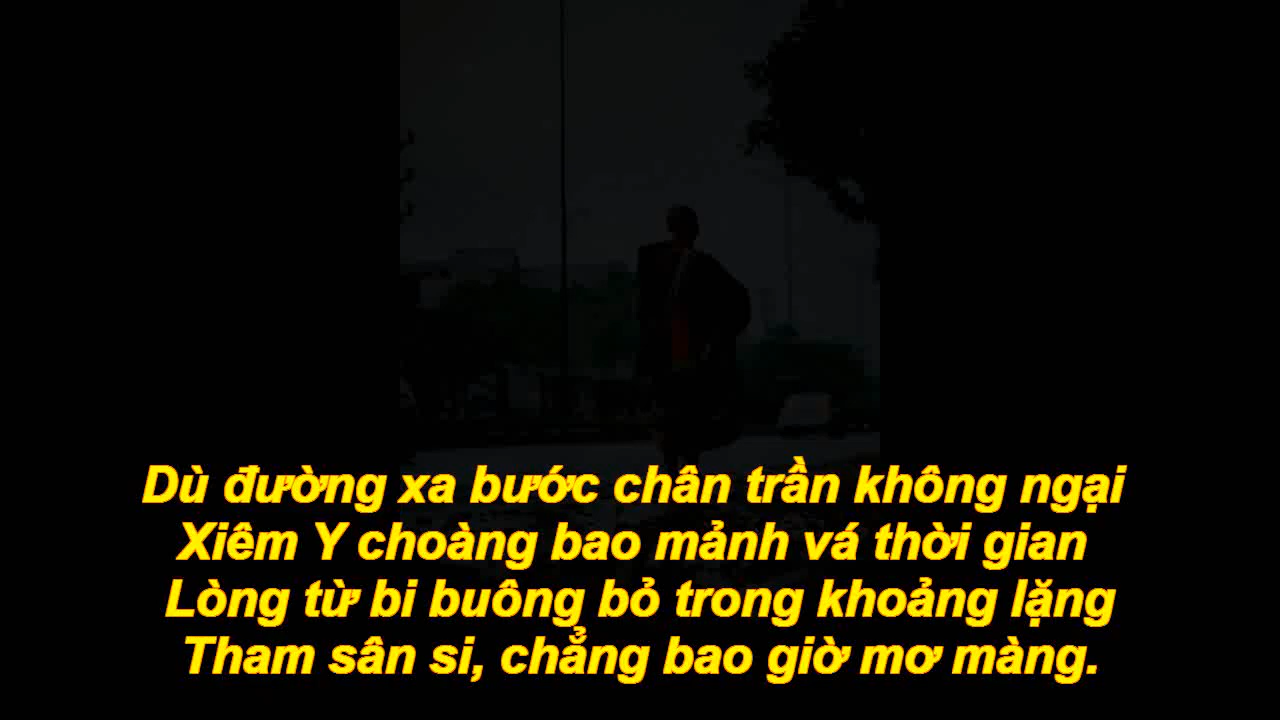 Dù đường xa bước chân trần không ngại
Xiêm Y choàng bao mảnh vá thời gian
Lòng từ bi buông bỏ trong khoảng lặng
Tham sân si, chẳng bao giờ mơ màng.